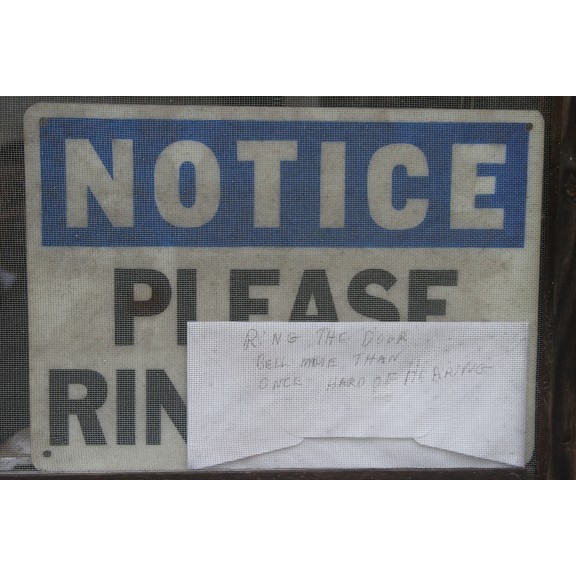 NOTICE
PLEASE
RIN
RING THE DOOR
BELL MORE THAN
ONCE HARD OF HEARING